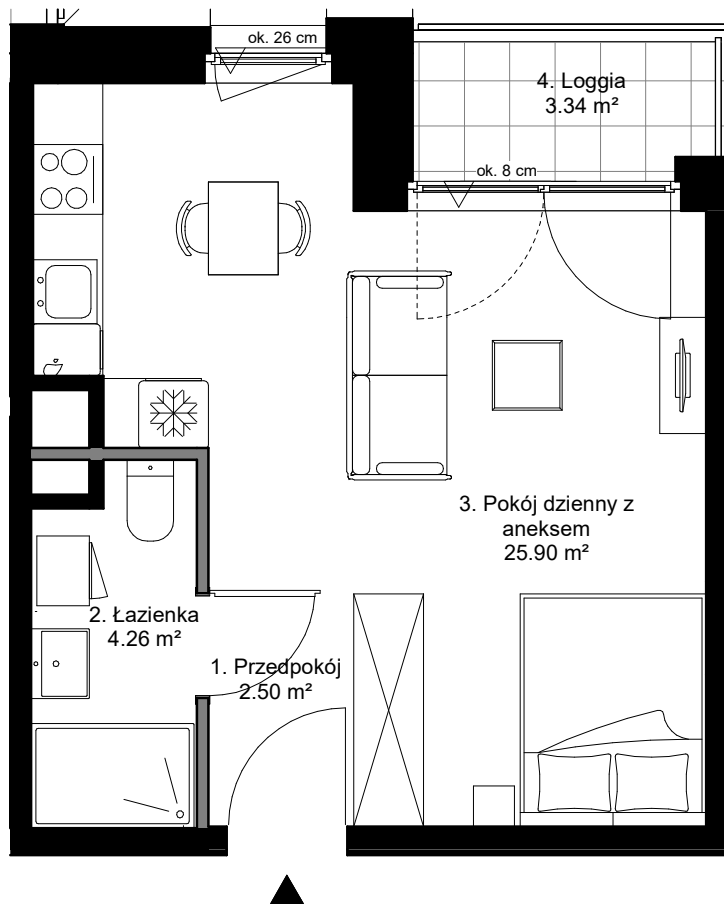 ok. 26 cm
4. Loggia
3.34 m²
ok. 8 cm
3. Pokój dzienny z
aneksem
25.90 m²
2. Łazienka
4.26 m²
1. Przedpokój
2.50 m²